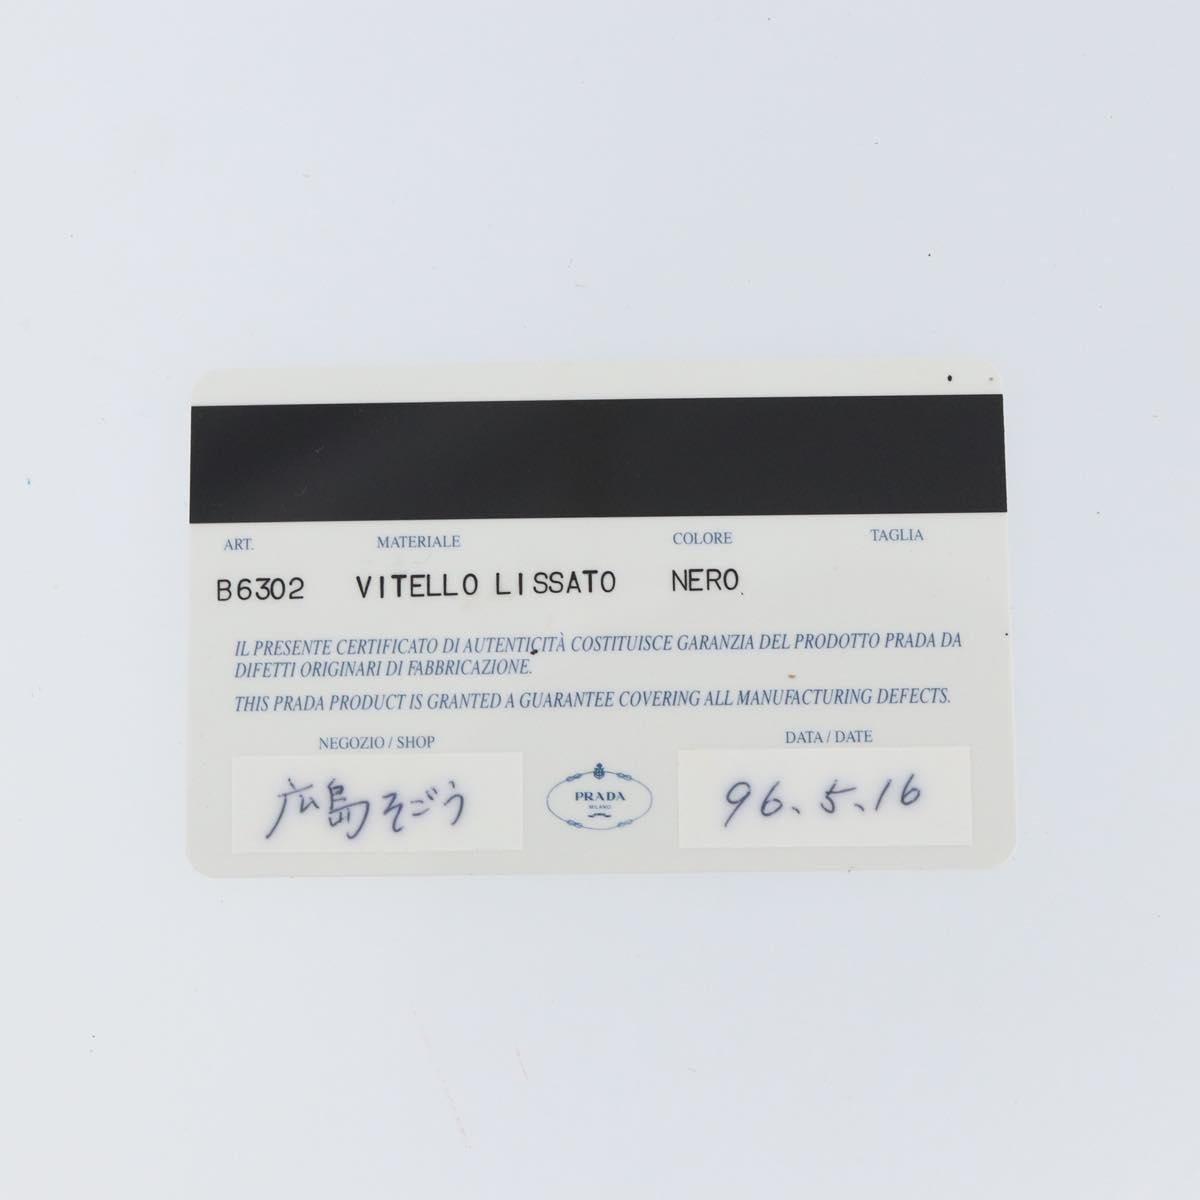 ART. MATERIALE COLORE TAGLIA
B6302 VITELLO LISSATO NERO
IL PRESENTE CERTIFICATO DI AUTENTICITÀ COSTITUISCE GARANZIA DEL PRODOTTO PRADA DA
DIFETTI ORIGINARI DI FABBRICAZIONE.
THIS PRADA PRODUCT IS GRANTED A GUARANTEE COVERING ALL MANUFACTURING DEFECTS.
NEGOZIO / SHOP DATA / DATE
広島そごう
PRADA
MILANO
96.5.16